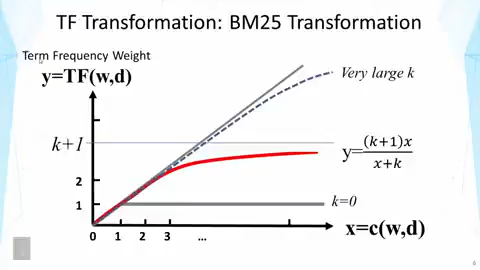 TF Transformation: BM25 Transformation
Term Frequency Weight
y=TF(w,d)
Very large k
k+1
y=(k+1)x/x+k
2
1
k=0
0 1 2 3 ...
x=c(w,d)
6